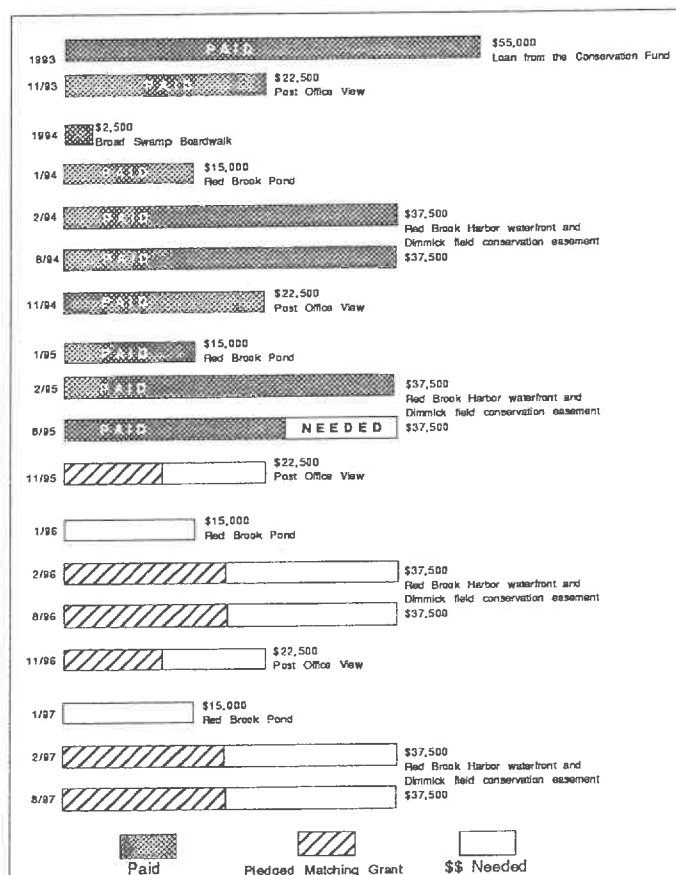 PAID
1993
$55,000
Loan from the Conservation Fund
PAID
11/93
$22,500
Post Office View
1994
$2,500
Broad Swamp Boardwalk
1/94
PAID
$15,000
Red Brook Pond
2/94
PAID
$37,500
Red Brook Harbor waterfront and
Dimmick field conservation easement
8/94
PAID
$37,500
11/94
PAID
$22,500
Post Office View
1/95
PAID
$15,000
Red Brook Pond
2/95
PAID
$37,500
Red Brook Harbor waterfront and
Dimmick field conservation easement
8/95
PAID
NEEDED
$37,500
11/95
$22,500
Post Office View
1/96
$15,000
Red Brook Pond
2/96
$37,500
Red Brook Harbor waterfront and
Dimmick field conservation easement
8/96
$37,500
11/96
$22,500
Post Office View
1/97
$15,000
Red Brook Pond
2/97
$37,500
Red Brook Harbor waterfront and
Dimmick field conservation easement
8/97
$37,500
Paid
Pledged Matching Grant
$$ Needed